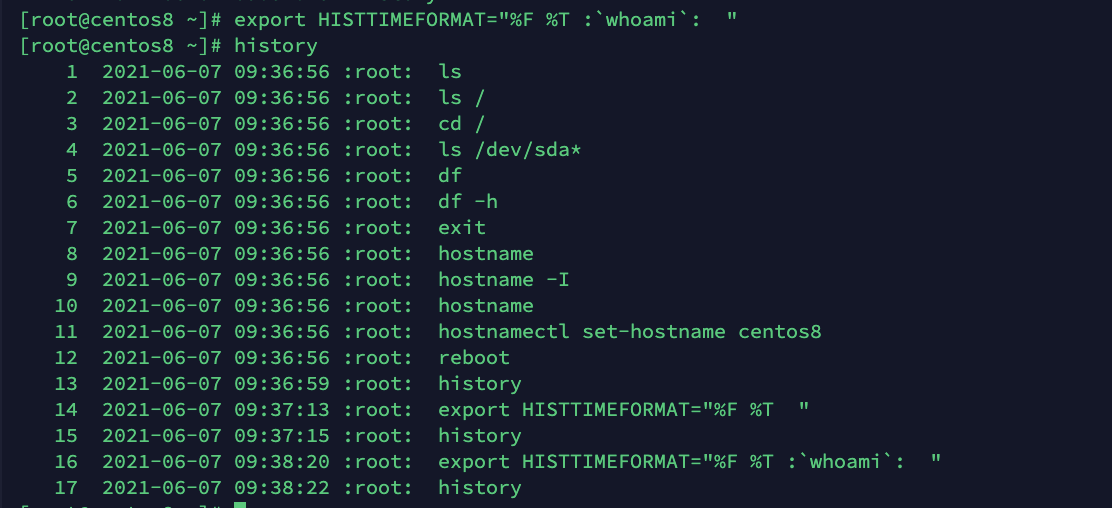 [root@centos8 ~]# export HISTTIMEFORMAT="%F %T :`whoami`:  "
[root@centos8 ~]# history
    1  2021-06-07 09:36:56 :root:  ls
    2  2021-06-07 09:36:56 :root:  ls /
    3  2021-06-07 09:36:56 :root:  cd /
    4  2021-06-07 09:36:56 :root:  ls /dev/sda*
    5  2021-06-07 09:36:56 :root:  df
    6  2021-06-07 09:36:56 :root:  df -h
    7  2021-06-07 09:36:56 :root:  exit
    8  2021-06-07 09:36:56 :root:  hostname
    9  2021-06-07 09:36:56 :root:  hostname -I
   10  2021-06-07 09:36:56 :root:  hostname
   11  2021-06-07 09:36:56 :root:  hostnamectl set-hostname centos8
   12  2021-06-07 09:36:56 :root:  reboot
   13  2021-06-07 09:36:59 :root:  history
   14  2021-06-07 09:37:13 :root:  export HISTTIMEFORMAT="%F %T  "
   15  2021-06-07 09:37:15 :root:  history
   16  2021-06-07 09:38:20 :root:  export HISTTIMEFORMAT="%F %T :`whoami`:  "
   17  2021-06-07 09:38:22 :root:  history